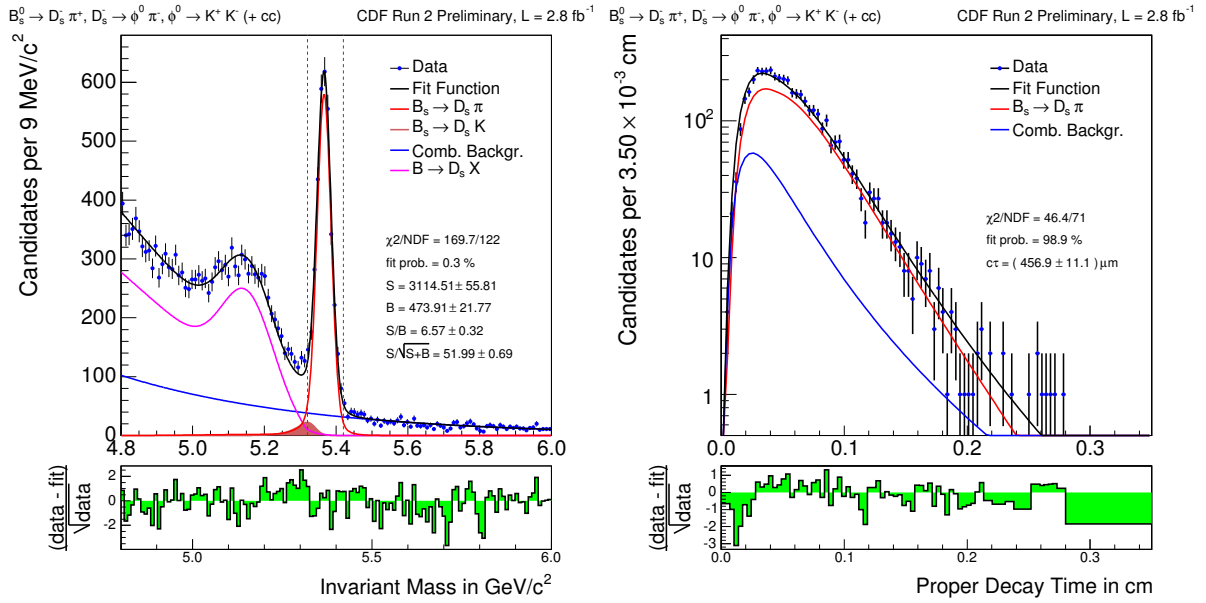 B⁰ₛ → D⁻ₛ π⁺, D⁻ₛ → ϕ⁰ π⁻, ϕ⁰ → K⁺ K⁻ (+ cc)
CDF Run 2 Preliminary, L = 2.8 fb⁻¹
Candidates per 9 MeV/c²
600
500
400
300
200
100
0
4.8 5.0 5.2 5.4 5.6 5.8 6.0
Data
Fit Function
Bₛ → Dₛ π
Bₛ → Dₛ K
Comb. Backgr.
B → Dₛ X
χ2/NDF = 169.7/122
fit prob. = 0.3 %
S = 3114.51 ± 55.81
B = 473.91 ± 21.77
S/B = 6.57 ± 0.32
S/√S+B = 51.99 ± 0.69
(data - fit)
√data
2
0
-2
5.0 5.5 6.0
Invariant Mass in GeV/c²
B⁰ₛ → D⁻ₛ π⁺, D⁻ₛ → ϕ⁰ π⁻, ϕ⁰ → K⁺ K⁻ (+ cc)
CDF Run 2 Preliminary, L = 2.8 fb⁻¹
Candidates per 3.50 × 10⁻³ cm
10²
10
1
0.0 0.1 0.2 0.3
Data
Fit Function
Bₛ → Dₛ π
Comb. Backgr.
χ2/NDF = 46.4/71
fit prob. = 98.9 %
cτ = ( 456.9 ± 11.1 ) μm
(data - fit)
√data
1
0
-1
-2
-3
0.0 0.1 0.2 0.3
Proper Decay Time in cm